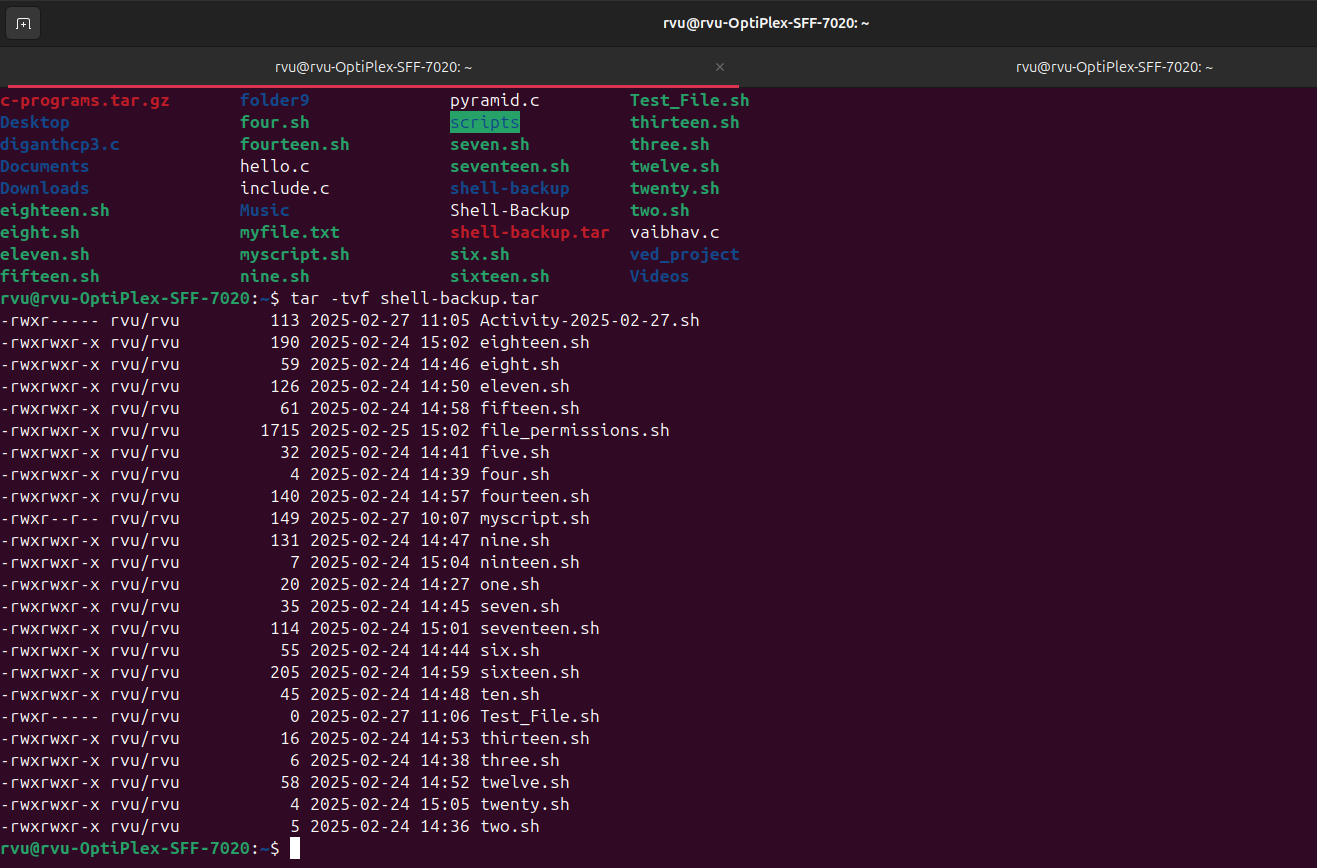 rvu@rvu-OptiPlex-SFF-7020: ~
rvu@rvu-OptiPlex-SFF-7020: ~ × rvu@rvu-OptiPlex-SFF-7020: ~
c-programs.tar.gz folder9 pyramid.c Test_File.sh
Desktop four.sh scripts thirteen.sh
diganthcp3.c fourteen.sh seven.sh three.sh
Documents hello.c seventeen.sh twelve.sh
Downloads include.c shell-backup twenty.sh
eighteen.sh Music Shell-Backup two.sh
eight.sh myfile.txt shell-backup.tar vaibhav.c
eleven.sh myscript.sh six.sh ved_project
fifteen.sh nine.sh sixteen.sh Videos
rvu@rvu-OptiPlex-SFF-7020:~$ tar -tvf shell-backup.tar
-rwxr----- rvu/rvu 113 2025-02-27 11:05 Activity-2025-02-27.sh
-rwxrwxr-x rvu/rvu 190 2025-02-24 15:02 eighteen.sh
-rwxrwxr-x rvu/rvu 59 2025-02-24 14:46 eight.sh
-rwxrwxr-x rvu/rvu 126 2025-02-24 14:50 eleven.sh
-rwxrwxr-x rvu/rvu 61 2025-02-24 14:58 fifteen.sh
-rwxrwxr-x rvu/rvu 1715 2025-02-25 15:02 file_permissions.sh
-rwxrwxr-x rvu/rvu 32 2025-02-24 14:41 five.sh
-rwxrwxr-x rvu/rvu 4 2025-02-24 14:39 four.sh
-rwxrwxr-x rvu/rvu 140 2025-02-24 14:57 fourteen.sh
-rwxr--r-- rvu/rvu 149 2025-02-27 10:07 myscript.sh
-rwxrwxr-x rvu/rvu 131 2025-02-24 14:47 nine.sh
-rwxrwxr-x rvu/rvu 7 2025-02-24 15:04 ninteen.sh
-rwxrwxr-x rvu/rvu 20 2025-02-24 14:27 one.sh
-rwxrwxr-x rvu/rvu 35 2025-02-24 14:45 seven.sh
-rwxrwxr-x rvu/rvu 114 2025-02-24 15:01 seventeen.sh
-rwxrwxr-x rvu/rvu 55 2025-02-24 14:44 six.sh
-rwxrwxr-x rvu/rvu 205 2025-02-24 14:59 sixteen.sh
-rwxrwxr-x rvu/rvu 45 2025-02-24 14:48 ten.sh
-rwxr----- rvu/rvu 0 2025-02-27 11:06 Test_File.sh
-rwxrwxr-x rvu/rvu 16 2025-02-24 14:53 thirteen.sh
-rwxrwxr-x rvu/rvu 6 2025-02-24 14:38 three.sh
-rwxrwxr-x rvu/rvu 58 2025-02-24 14:52 twelve.sh
-rwxrwxr-x rvu/rvu 4 2025-02-24 15:05 twenty.sh
-rwxrwxr-x rvu/rvu 5 2025-02-24 14:36 two.sh
rvu@rvu-OptiPlex-SFF-7020:~$